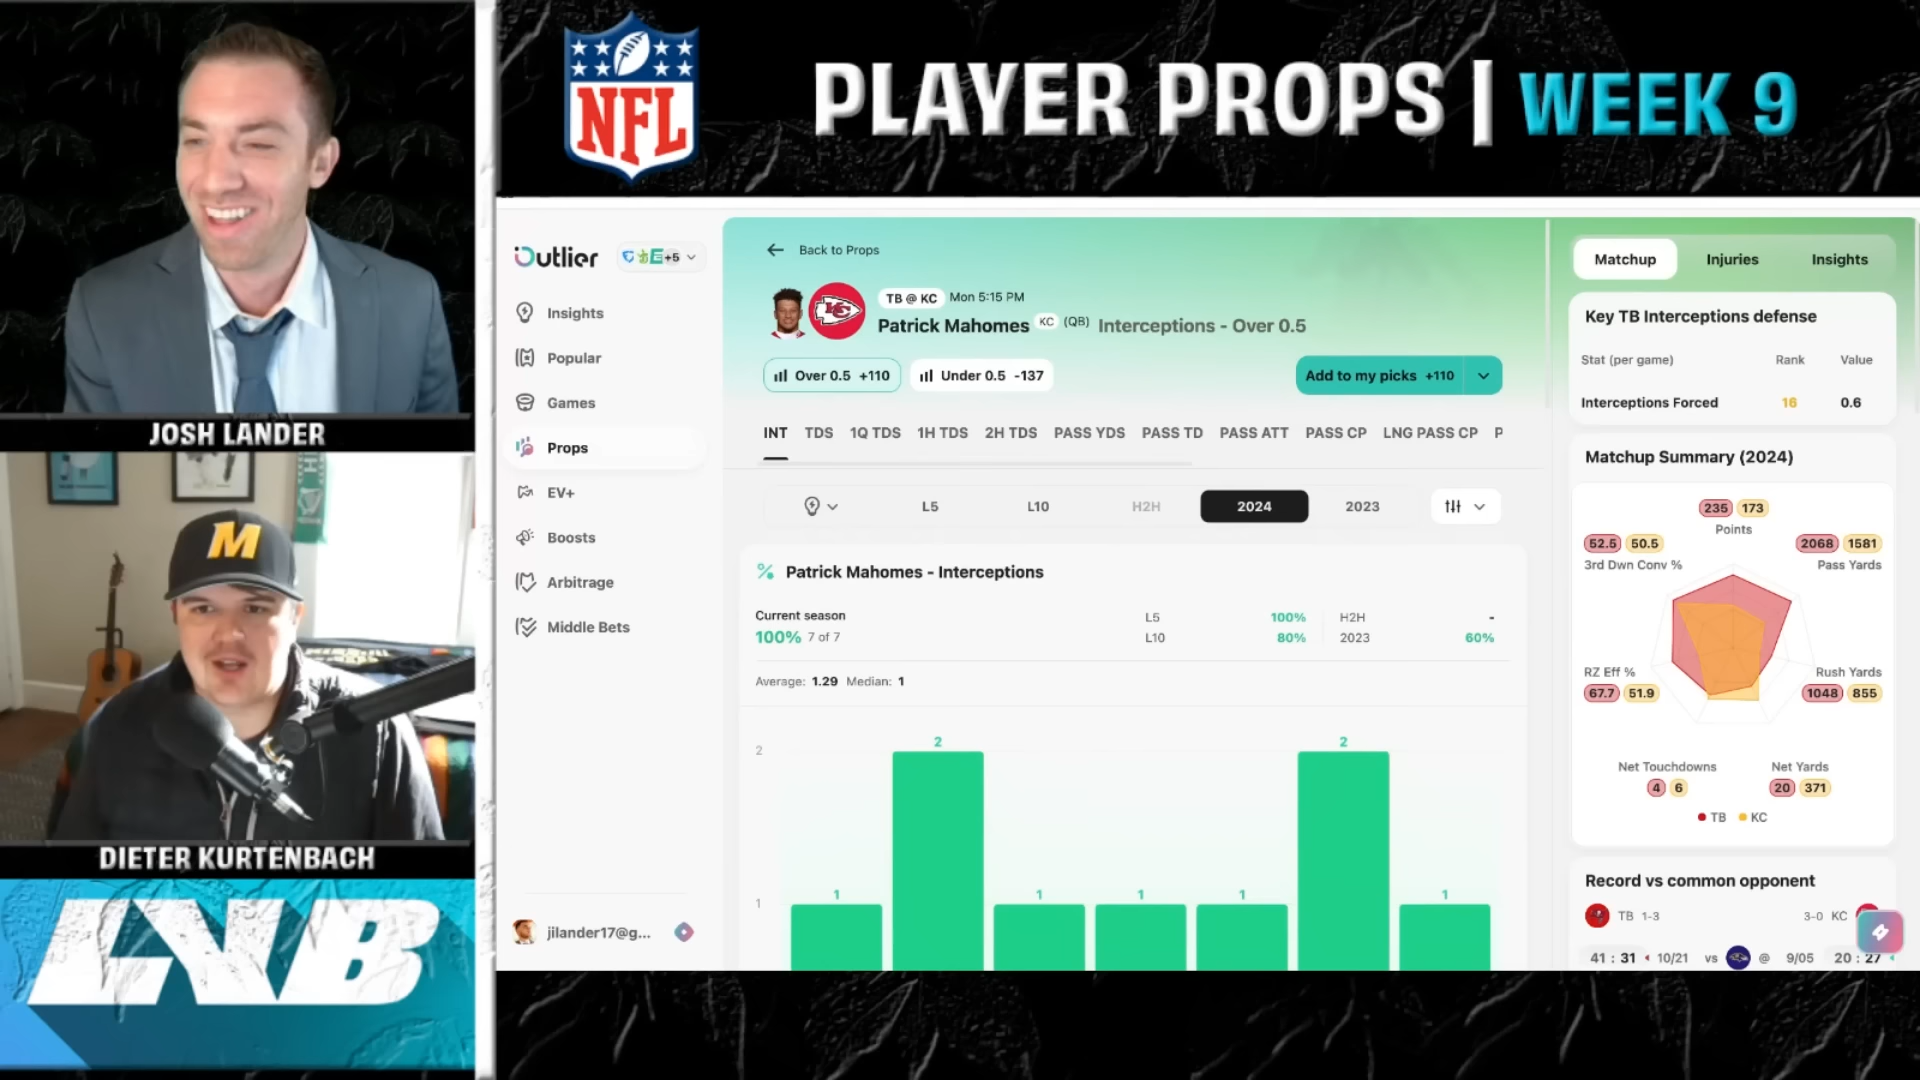 NFL
PLAYER PROPS | WEEK 9
JOSH LANDER
M
DIETER KURTENBACH
LVB
Outlier
+5
Insights
Popular
Games
Props
EV+
Boosts
Arbitrage
Middle Bets
jilander17@g...
Back to Props
TB @ KC Mon 5:15 PM
Patrick Mahomes KC (QB) Interceptions - Over 0.5
Over 0.5 +110 Under 0.5 -137
Add to my picks +110
INT TDS 1Q TDS 1H TDS 2H TDS PASS YDS PASS TD PASS ATT PASS CP LNG PASS CP P
L5 L10 H2H 2024 2023
Patrick Mahomes - Interceptions
Current season
100% 7 of 7
L5 100% H2H -
L10 80% 2023 60%
Average: 1.29 Median: 1
2
1
1 2 1 1 1 2 1
Matchup Injuries Insights
Key TB Interceptions defense
Stat (per game) Rank Value
Interceptions Forced 16 0.6
Matchup Summary (2024)
235 173
Points
52.5 50.5
3rd Dwn Conv %
2068 1581
Pass Yards
RZ Eff %
67.7 51.9
Rush Yards
1048 855
Net Touchdowns
4 6
Net Yards
20 371
TB KC
Record vs common opponent
TB 1-3 3-0 KC
41 : 31 10/21 vs @ 9/05 20 : 27